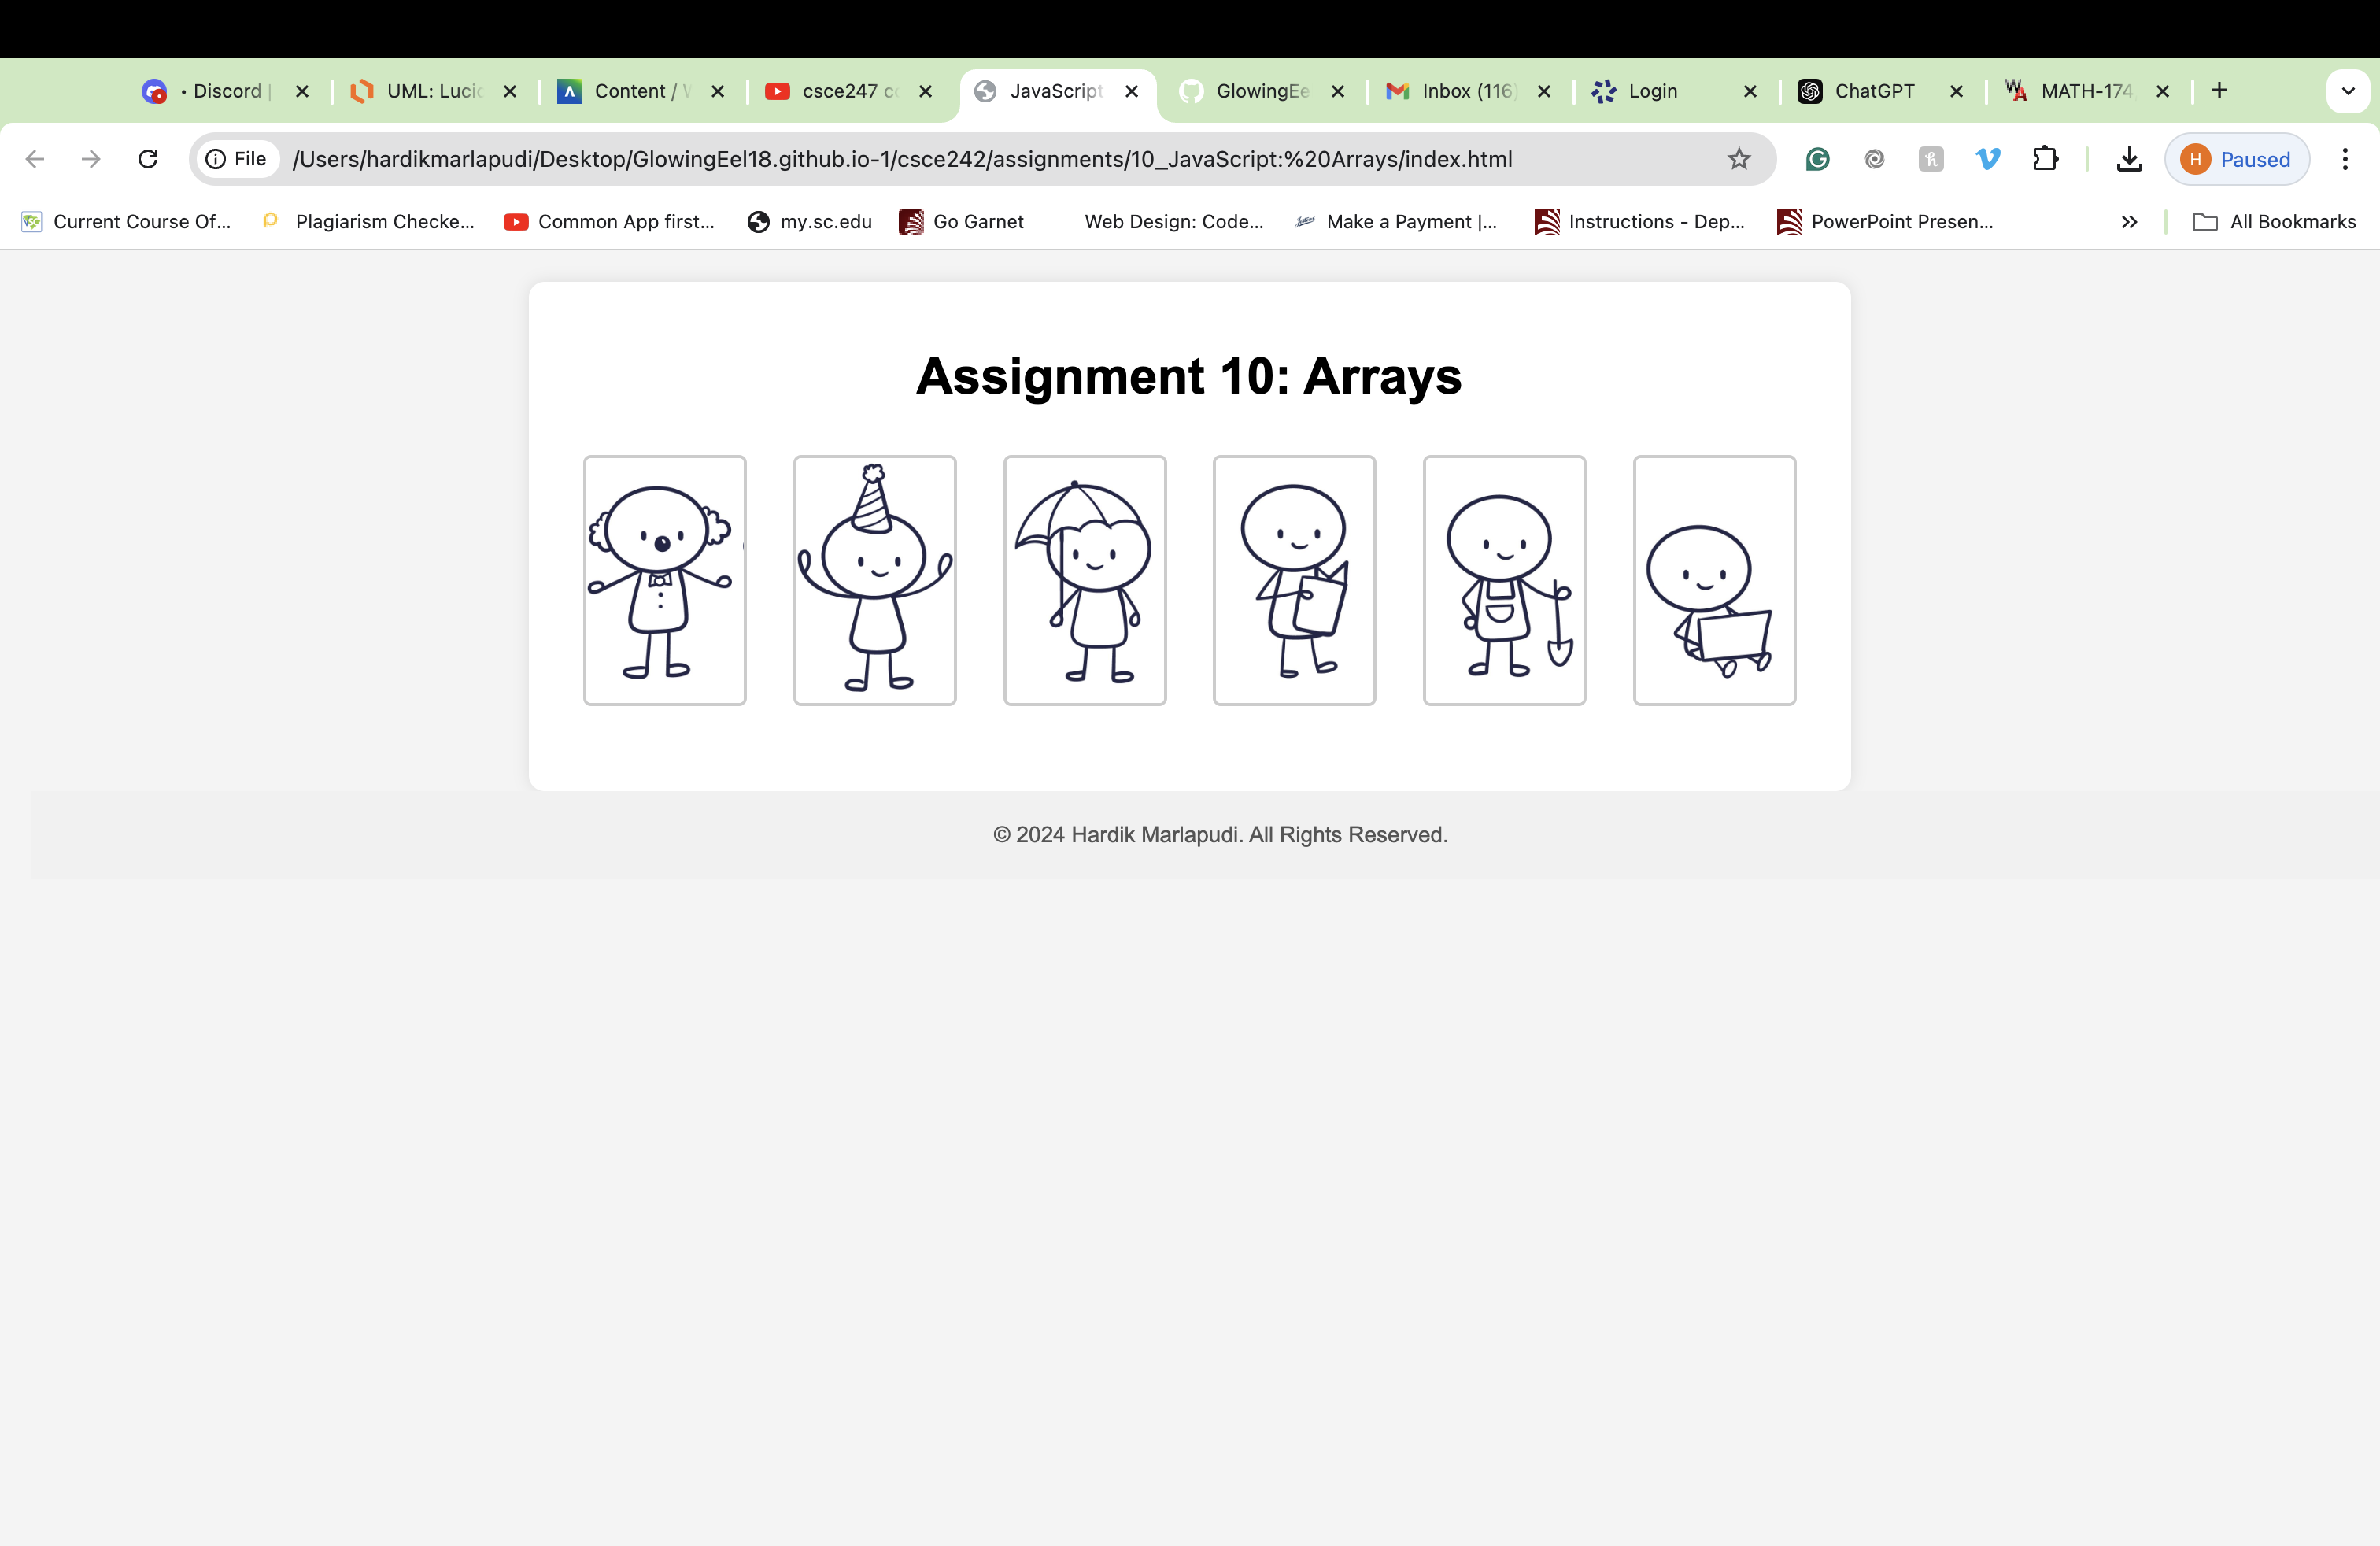 • Discord |
UML: Lucid
Content / W
csce247 c
JavaScript
GlowingEe
Inbox (116)
Login
ChatGPT
MATH-174
File
/Users/hardikmarlapudi/Desktop/GlowingEel18.github.io-1/csce242/assignments/10_JavaScript:%20Arrays/index.html
H
Paused
Current Course Of...
Plagiarism Checke...
Common App first...
my.sc.edu
Go Garnet
Web Design: Code...
Make a Payment |...
Instructions - Dep...
PowerPoint Presen...
All Bookmarks
Assignment 10: Arrays
© 2024 Hardik Marlapudi. All Rights Reserved.